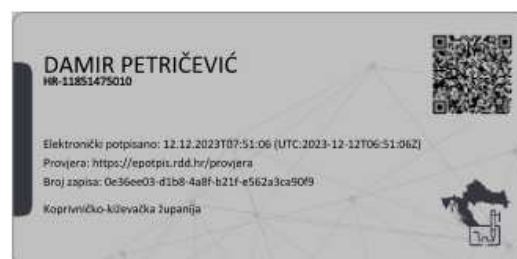 DAMIR PETRIČEVIĆ
HR-11851475010
Elektronički potpisano: 12.12.2023T07:51:06 (UTC:2023-12-12T06:51:06Z)
Provjera: https://epotpis.rdd.hr/provjera
Broj zapisa: 0e36ee03-d1b8-4a8f-b21f-e562a3ca90f9
Koprivničko-križevačka županija